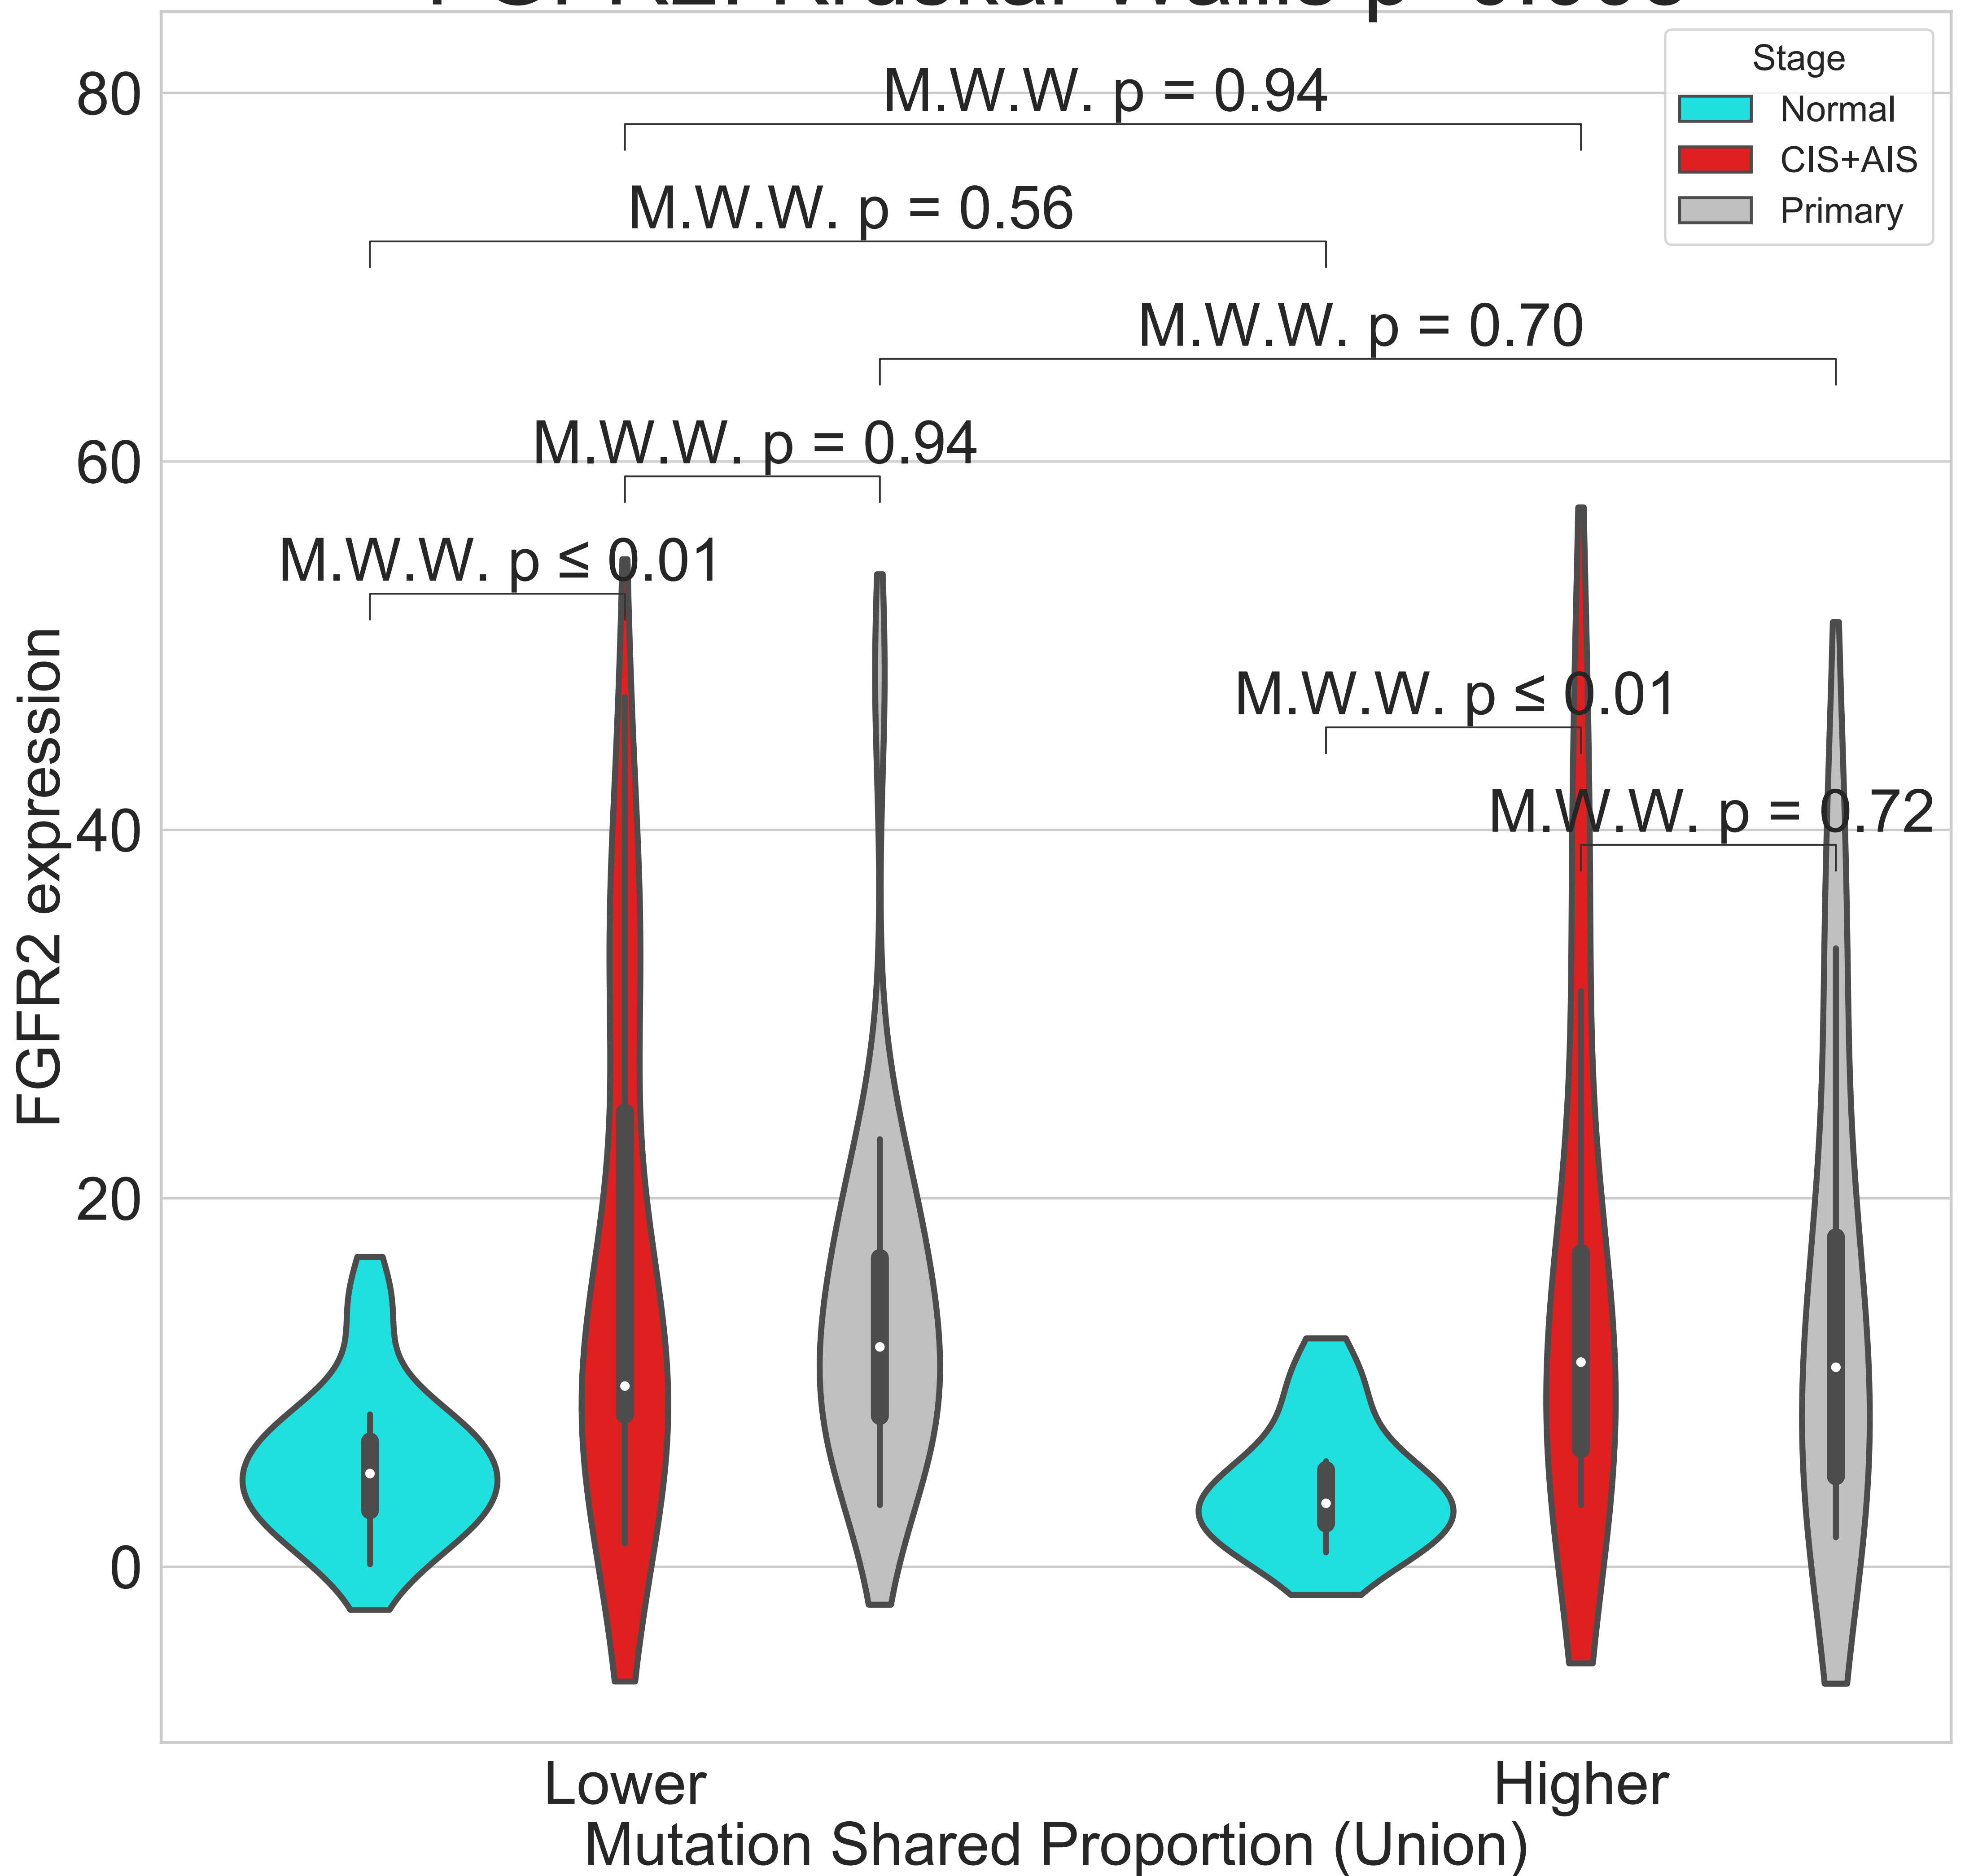 Stage
Normal
CIS+AIS
Primary
M.W.W. p = 0.94
M.W.W. p = 0.56
M.W.W. p = 0.70
M.W.W. p = 0.94
M.W.W. p ≤ 0.01
M.W.W. p ≤ 0.01
M.W.W. p = 0.72
80
60
40
20
0
FGFR2 expression
Lower
Higher
Mutation Shared Proportion (Union)